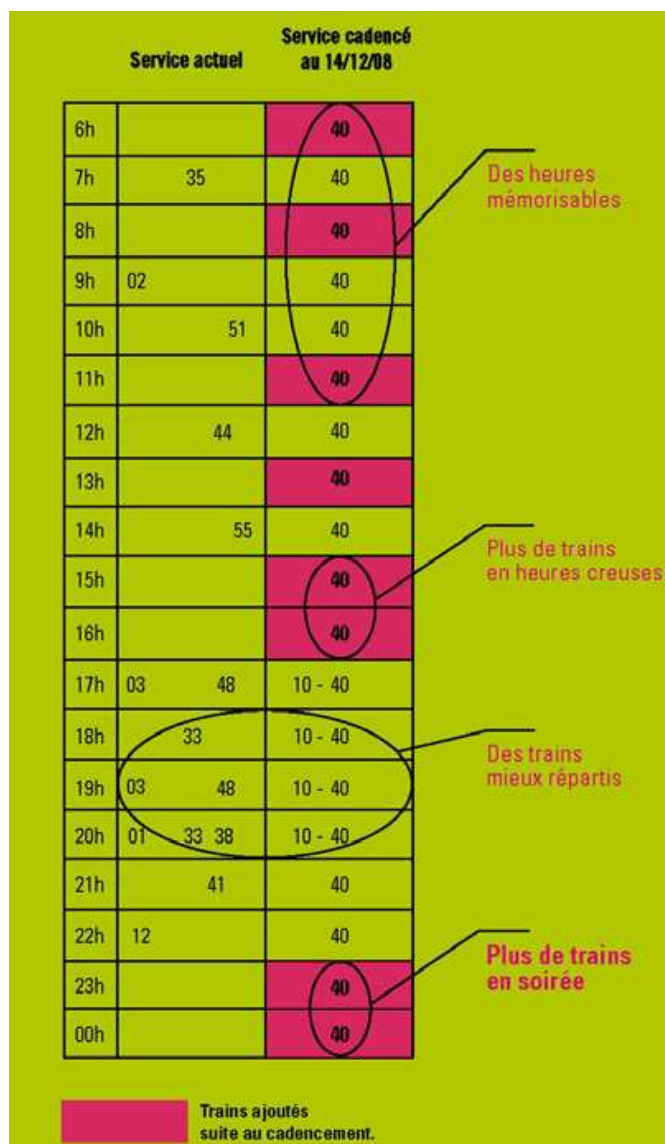 Service actuel
Service cadencé
au 14/12/08
6h 40
7h 35 40
Des heures
mémorisables
8h 40
9h 02 40
10h 51 40
11h 40
12h 44 40
13h 40
14h 55 40
Plus de trains
en heures creuses
15h 40
16h 40
17h 03 48 10 - 40
18h 33 10 - 40
Des trains
mieux répartis
19h 03 48 10 - 40
20h 01 33 38 10 - 40
21h 41 40
22h 12 40
Plus de trains
en soirée
23h 40
00h 40
Trains ajoutés
suite au cadencement.